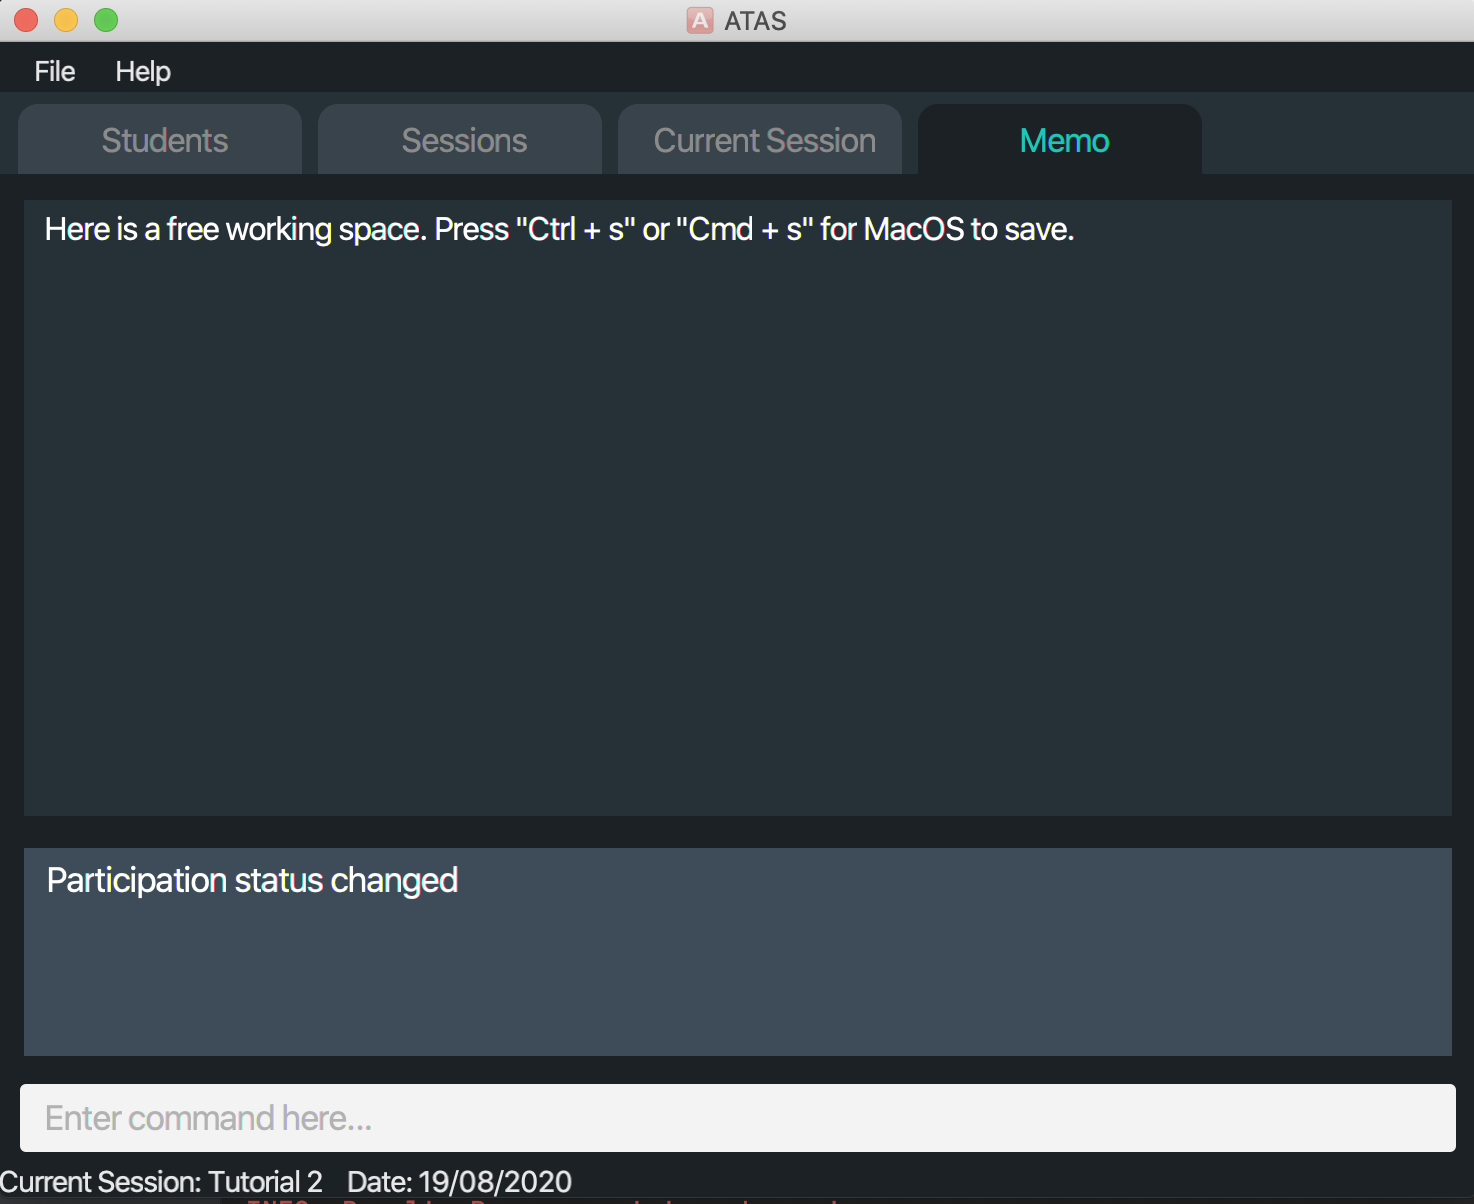 A ATAS
File Help
Students Sessions Current Session Memo
Here is a free working space. Press "Ctrl + s" or "Cmd + s" for MacOS to save.
Participation status changed
Enter command here...
Current Session: Tutorial 2 Date: 19/08/2020